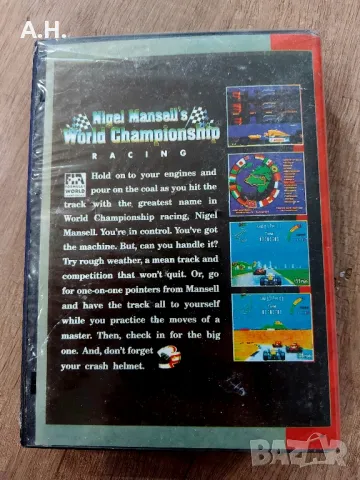 A.H.
Nigel Mansell's
World Championship
RACING
Hold on to your engines and
WORLD
pour on the coal as you hit the
track with the greatest name in
World Championship racing, Nigel
Mansell. You're in control. You've got
the machine. But, can you handle it?
Try rough weather, a mean track and
competition that won't quit. Or, go
for one-on-one pointers from Mansell
and have the track all to yourself
while you practice the moves of a
master. Then, check in for the big
one. And, don't forget
your crash helmet.
BAZAR
bg